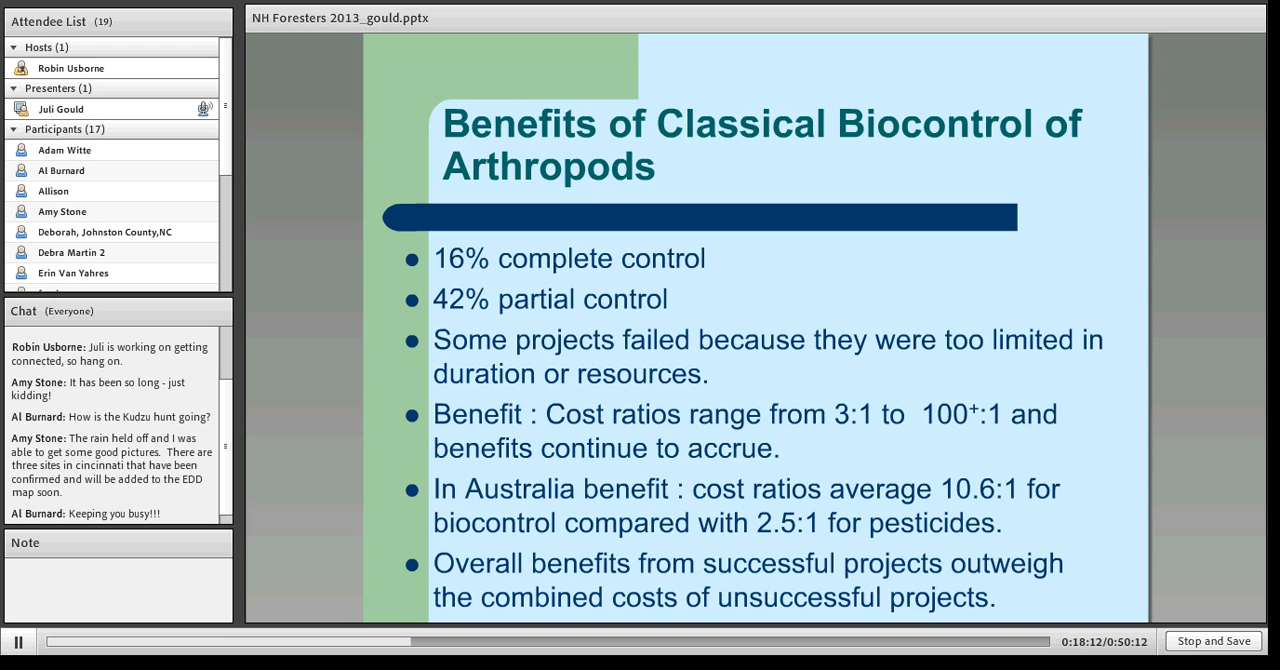 Attendee List (19)
Hosts (1)
Robin Usborne
Presenters (1)
Juli Gould
Participants (17)
Adam Witte
Al Burnard
Allison
Amy Stone
Deborah, Johnston County,NC
Debra Martin 2
Erin Van Yahres
Chat (Everyone)
Robin Usborne: Juli is working on getting
connected, so hang on.
Amy Stone: It has been so long - just
kidding!
Al Burnard: How is the Kudzu hunt going?
Amy Stone: The rain held off and I was
able to get some good pictures. There are
three sites in cincinnati that have been
confirmed and will be added to the EDD
map soon.
Al Burnard: Keeping you busy!!!
Note
NH Foresters 2013_gould.pptx
Benefits of Classical Biocontrol of
Arthropods
● 16% complete control
● 42% partial control
● Some projects failed because they were too limited in
duration or resources.
● Benefit : Cost ratios range from 3:1 to 100⁺:1 and
benefits continue to accrue.
● In Australia benefit : cost ratios average 10.6:1 for
biocontrol compared with 2.5:1 for pesticides.
● Overall benefits from successful projects outweigh
the combined costs of unsuccessful projects.
0:18:12/0:50:12
Stop and Save